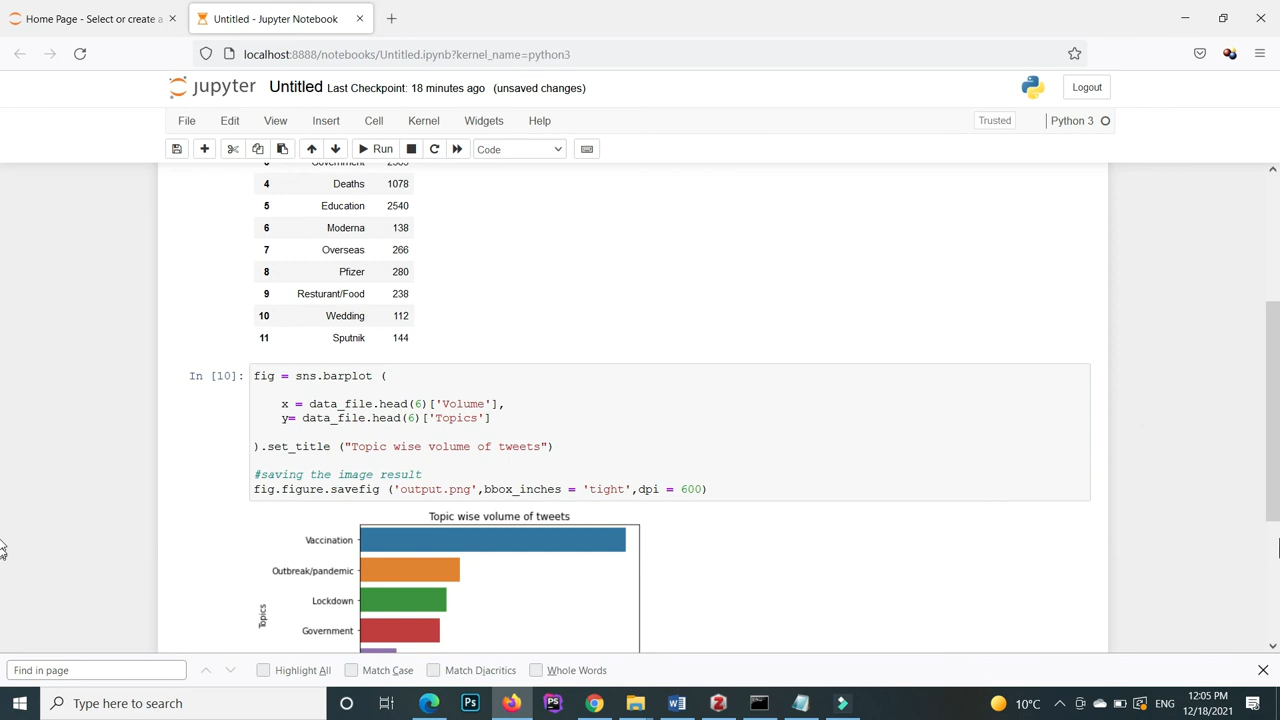 Home Page - Select or create a
Untitled - Jupyter Notebook
localhost:8888/notebooks/Untitled.ipynb?kernel_name=python3
jupyter Untitled Last Checkpoint: 18 minutes ago (unsaved changes)
Logout
File Edit View Insert Cell Kernel Widgets Help
Trusted
Python 3
Run
Code
4 Deaths 1078
5 Education 2540
6 Moderna 138
7 Overseas 266
8 Pfizer 280
9 Resturant/Food 238
10 Wedding 112
11 Sputnik 144
In [10]: fig = sns.barplot (
x = data_file.head(6)['Volume'],
y= data_file.head(6)['Topics']
).set_title ("Topic wise volume of tweets")
#saving the image result
fig.figure.savefig ('output.png',bbox_inches = 'tight',dpi = 600)
Topic wise volume of tweets
Vaccination
Outbreak/pandemic
Lockdown
Government
Topics
Find in page
Highlight All
Match Case
Match Diacritics
Whole Words
Type here to search
10°C
ENG
12:05 PM
12/18/2021